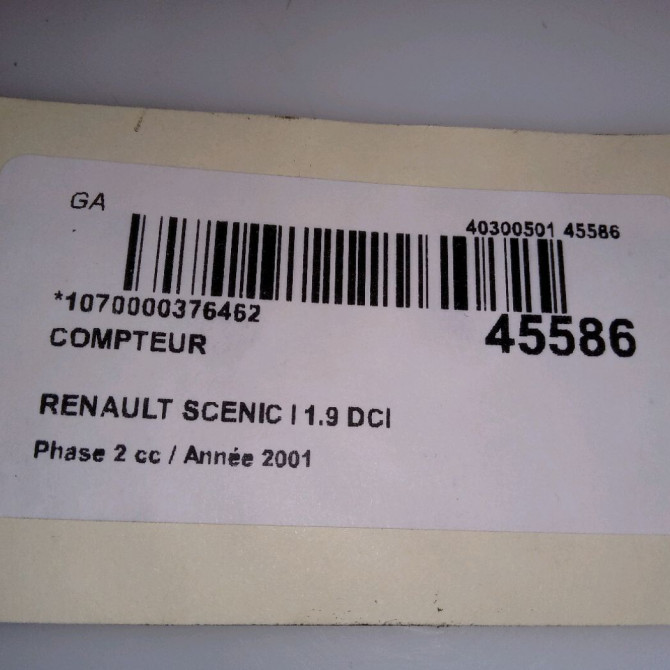 GA
40300501 45586
*1070000376462
45586
COMPTEUR
RENAULT SCENIC I 1.9 DCI
Phase 2 cc / Année 2001